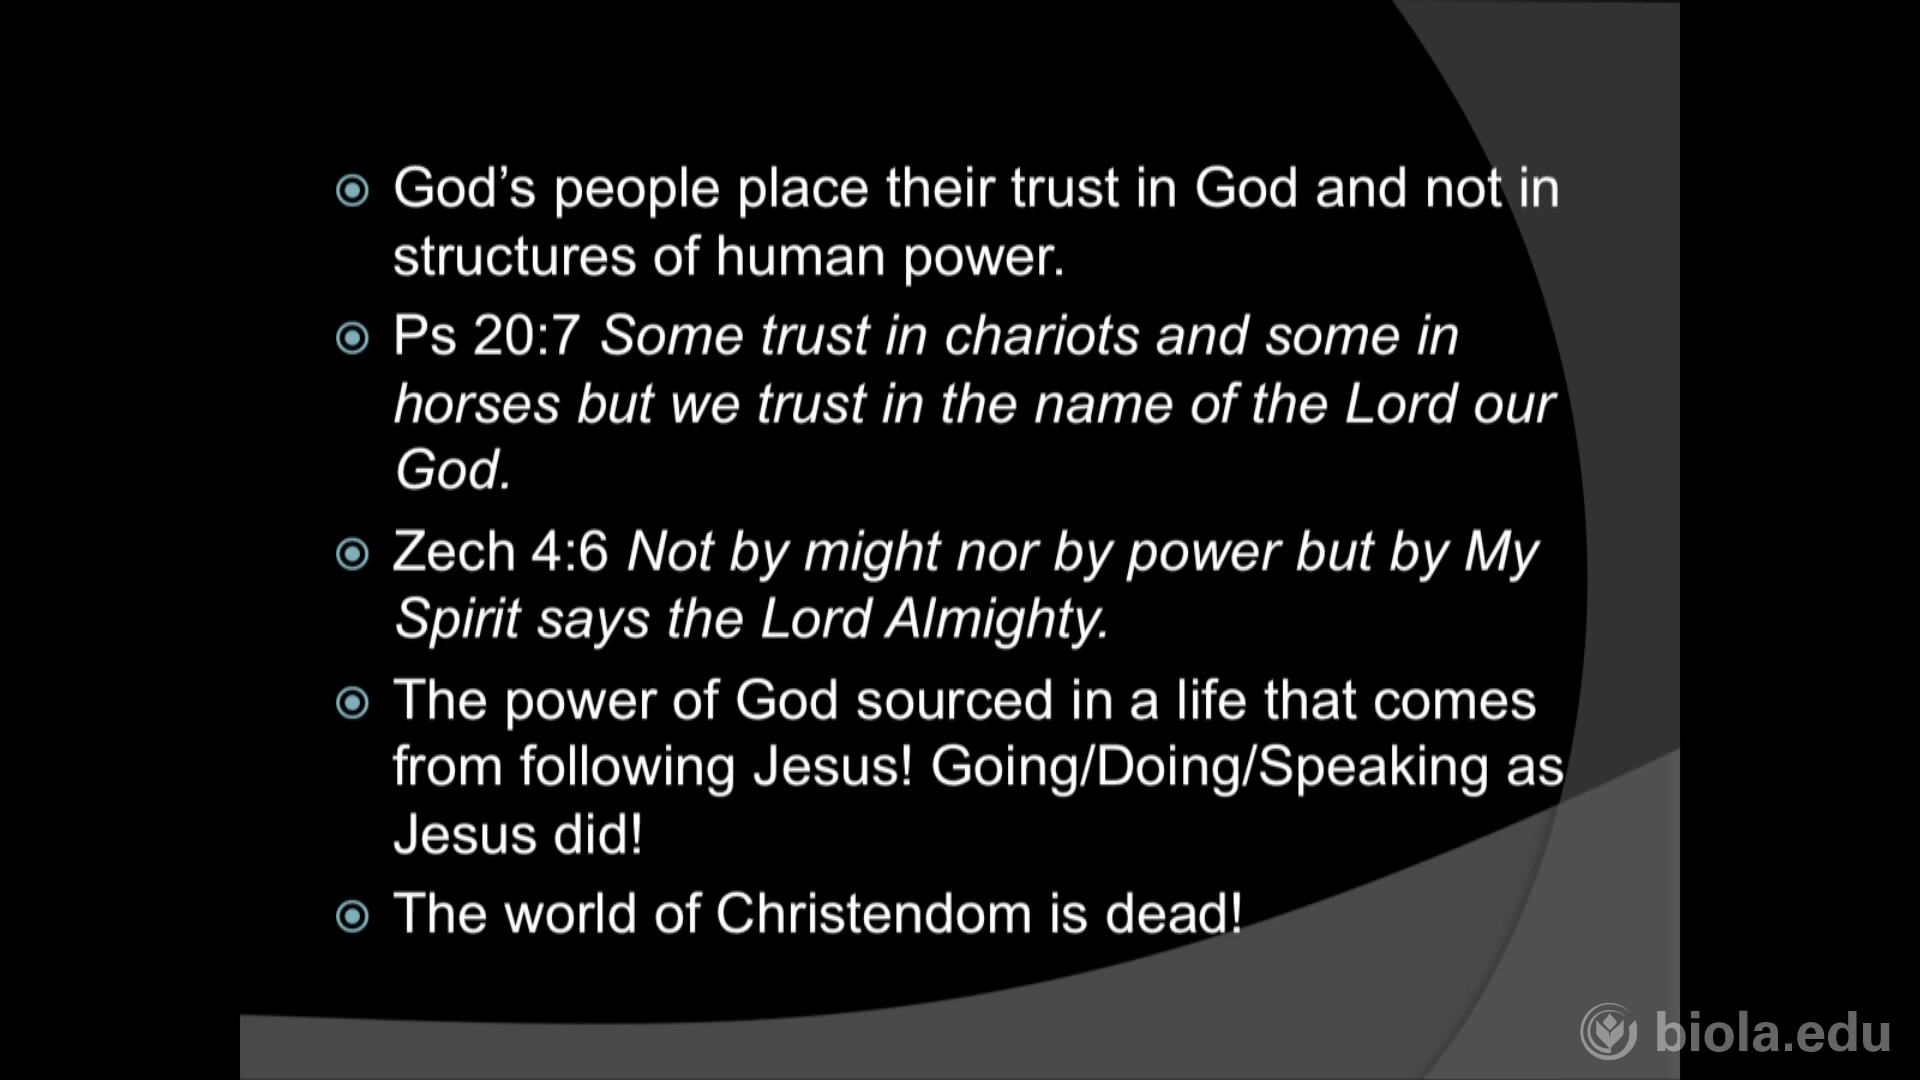 God’s people place their trust in God and not in
structures of human power.
Ps 20:7 Some trust in chariots and some in
horses but we trust in the name of the Lord our
God.
Zech 4:6 Not by might nor by power but by My
Spirit says the Lord Almighty.
The power of God sourced in a life that comes
from following Jesus! Going/Doing/Speaking as
Jesus did!
The world of Christendom is dead!
biola.edu